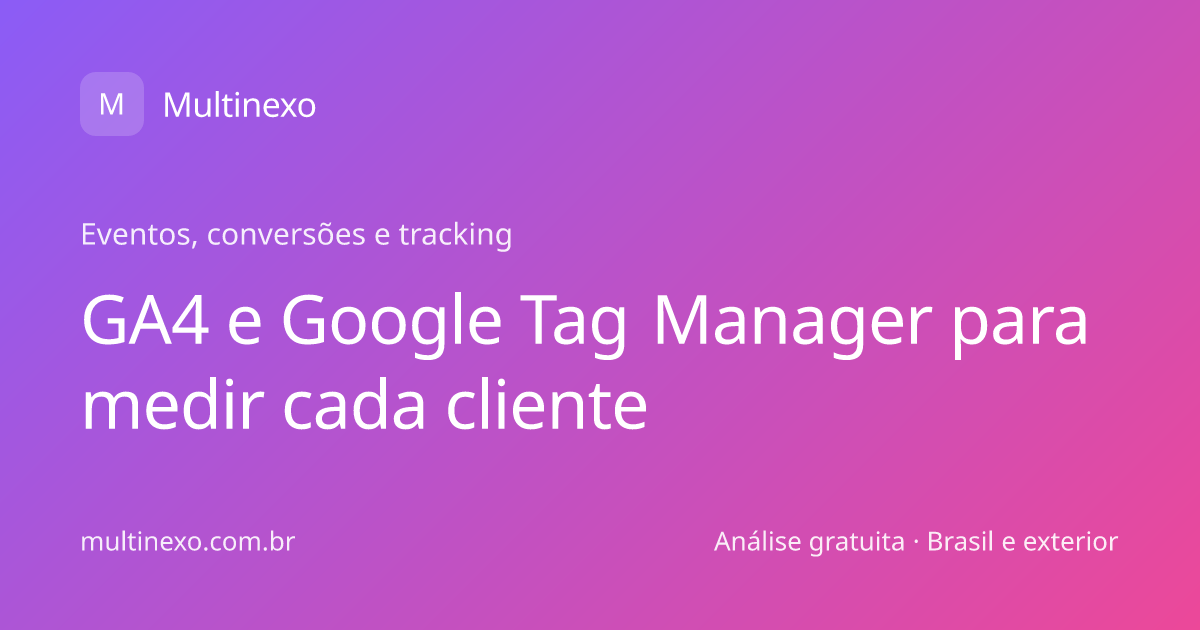 M
Multinexo
Eventos, conversões e tracking
GA4 e Google Tag Manager para
medir cada cliente
multinexo.com.br
Análise gratuita · Brasil e exterior